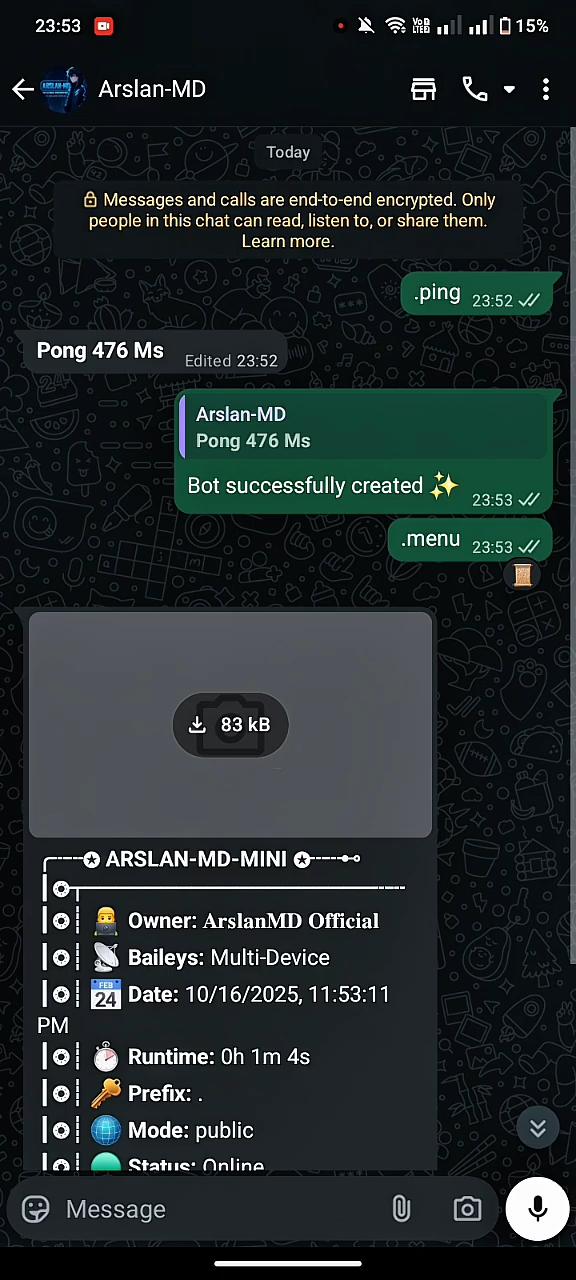 23:53
VoD LTE2
15%
Arslan-MD
Today
Messages and calls are end-to-end encrypted. Only
people in this chat can read, listen to, or share them.
Learn more.
.ping 23:52
Pong 476 Ms Edited 23:52
Arslan-MD
Pong 476 Ms
Bot successfully created ✨ 23:53
.menu 23:53
83 kB
ARSLAN-MD-MINI
Owner: ArslanMD Official
Baileys: Multi-Device
FEB 24 Date: 10/16/2025, 11:53:11
PM
Runtime: 0h 1m 4s
Prefix: .
Mode: public
Status: Online
Message